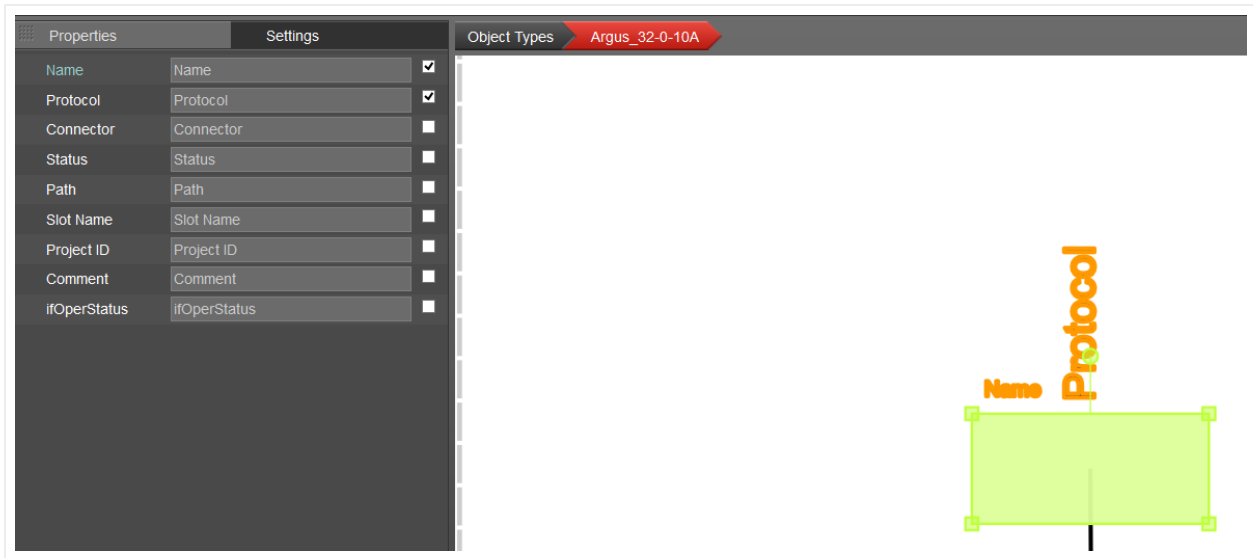 Properties Settings
Object Types Argus_32-0-10A
Name Name
Protocol Protocol
Connector Connector
Status Status
Path Path
Slot Name Slot Name
Project ID Project ID
Comment Comment
ifOperStatus ifOperStatus
Name
Protocol